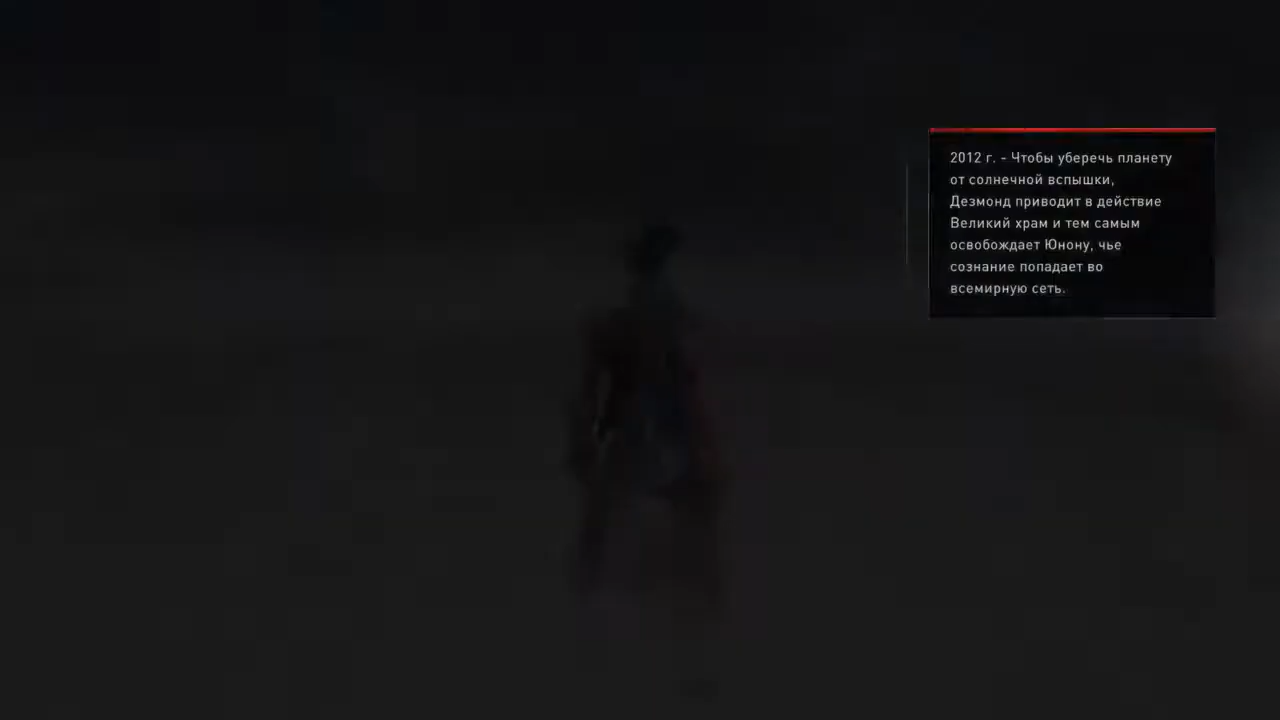 2012 г. - Чтобы уберечь планету
от солнечной вспышки,
Дезмонд приводит в действие
Великий храм и тем самым
освобождает Юнону, чье
сознание попадает во
всемирную сеть.